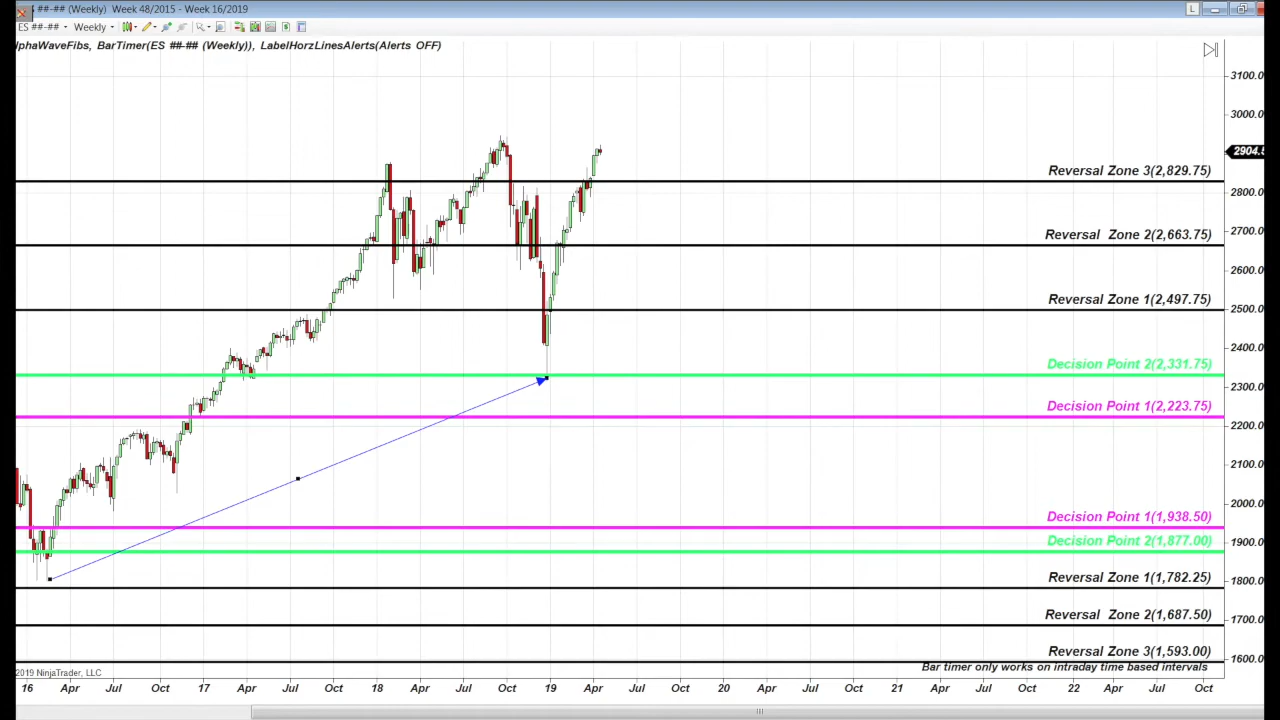 ES ##-## (Weekly)  Week 48/2015 - Week 16/2019
L
ES ##-## Weekly
lphaWaveFibs, BarTimer(ES ##-## (Weekly)), LabelHorzLinesAlerts(Alerts OFF)
3100.0
3000.0
2904.5
Reversal Zone 3(2,829.75)
2800.0
Reversal Zone 2(2,663.75)
2700.0
2600.0
Reversal Zone 1(2,497.75)
2500.0
2400.0
Decision Point 2(2,331.75)
2300.0
Decision Point 1(2,223.75)
2200.0
2100.0
2000.0
Decision Point 1(1,938.50)
1900.0
Decision Point 2(1,877.00)
Reversal Zone 1(1,782.25)
1800.0
Reversal  Zone 2(1,687.50)
1700.0
Reversal Zone 3(1,593.00)
1600.0
Bar timer only works on intraday time based intervals
2019 NinjaTrader, LLC
16 Apr Jul Oct 17 Apr Jul Oct 18 Apr Jul Oct 19 Apr Jul Oct 20 Apr Jul Oct 21 Apr Jul Oct 22 Apr Jul Oct